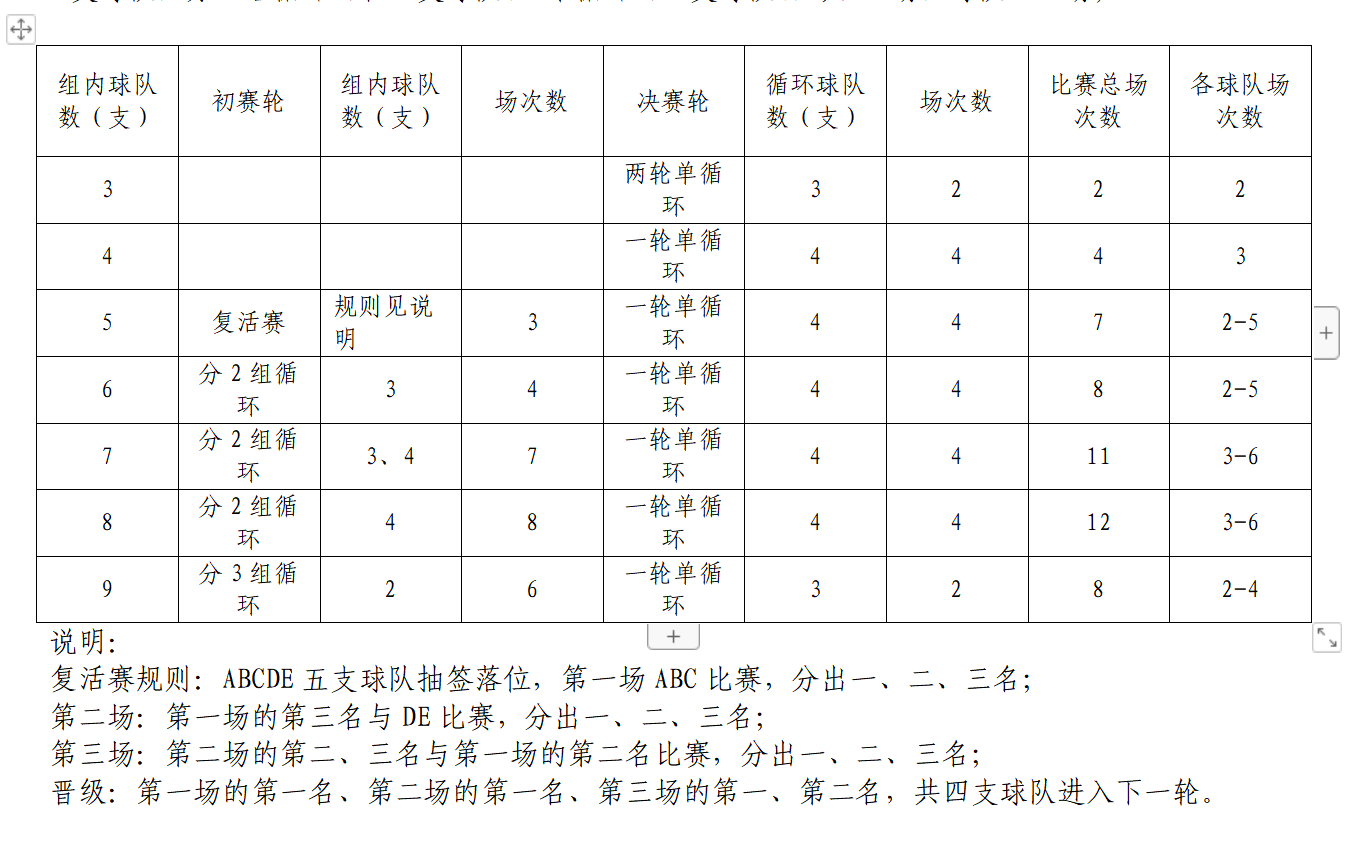 组内球队数（支） 初赛轮 组内球队数（支） 场次数 决赛轮 循环球队数（支） 场次数 比赛总场次数 各球队场次数
3 两轮单循环 3 2 2 2
4 一轮单循环 4 4 4 3
5 复活赛 规则见说明 3 一轮单循环 4 4 7 2-5
6 分2组循环 3 4 一轮单循环 4 4 8 2-5
7 分2组循环 3、4 7 一轮单循环 4 4 11 3-6
8 分2组循环 4 8 一轮单循环 4 4 12 3-6
9 分3组循环 2 6 一轮单循环 3 2 8 2-4
说明：
复活赛规则：ABCDE五支球队抽签落位，第一场ABC比赛，分出一、二、三名；
第二场：第一场的第三名与DE比赛，分出一、二、三名；
第三场：第二场的第二、三名与第一场的第二名比赛，分出一、二、三名；
晋级：第一场的第一名、第二场的第一名、第三场的第一、第二名，共四支球队进入下一轮。